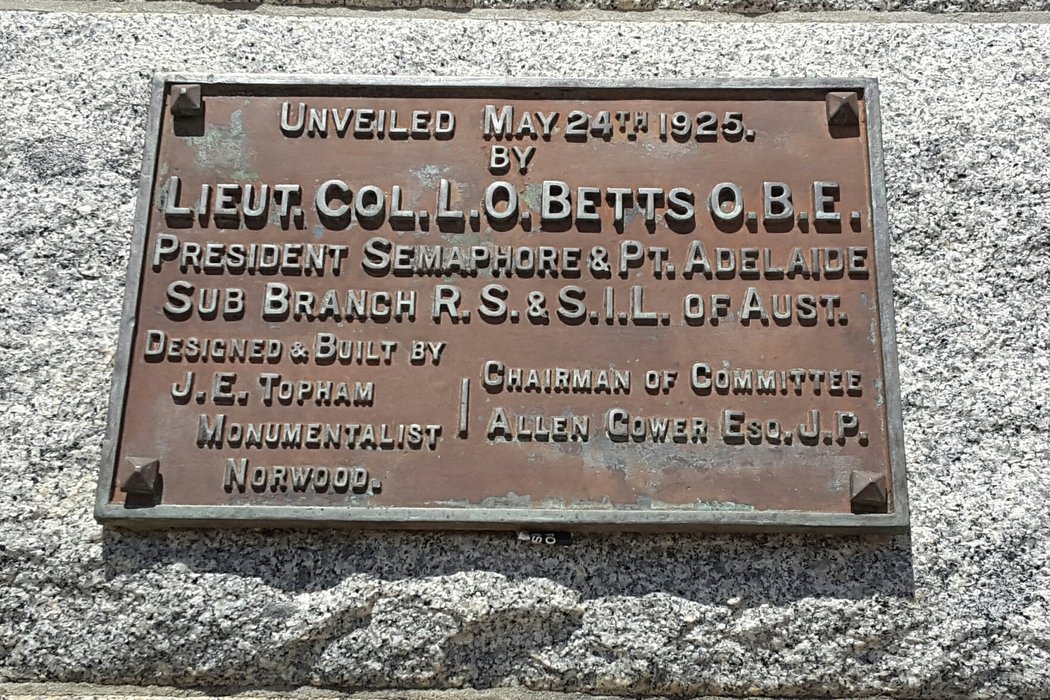 UNVEILED MAY 24TH 1925.
BY
LIEUT. COL. L.O. BETTS O.B.E.
PRESIDENT SEMAPHORE & PT. ADELAIDE
SUB BRANCH R.S.&S.I.L. OF AUST.
DESIGNED & BUILT BY
J.E. TOPHAM
MONUMENTALIST
NORWOOD.
CHAIRMAN OF COMMITTEE
ALLEN GOWER ESQ. J.P.